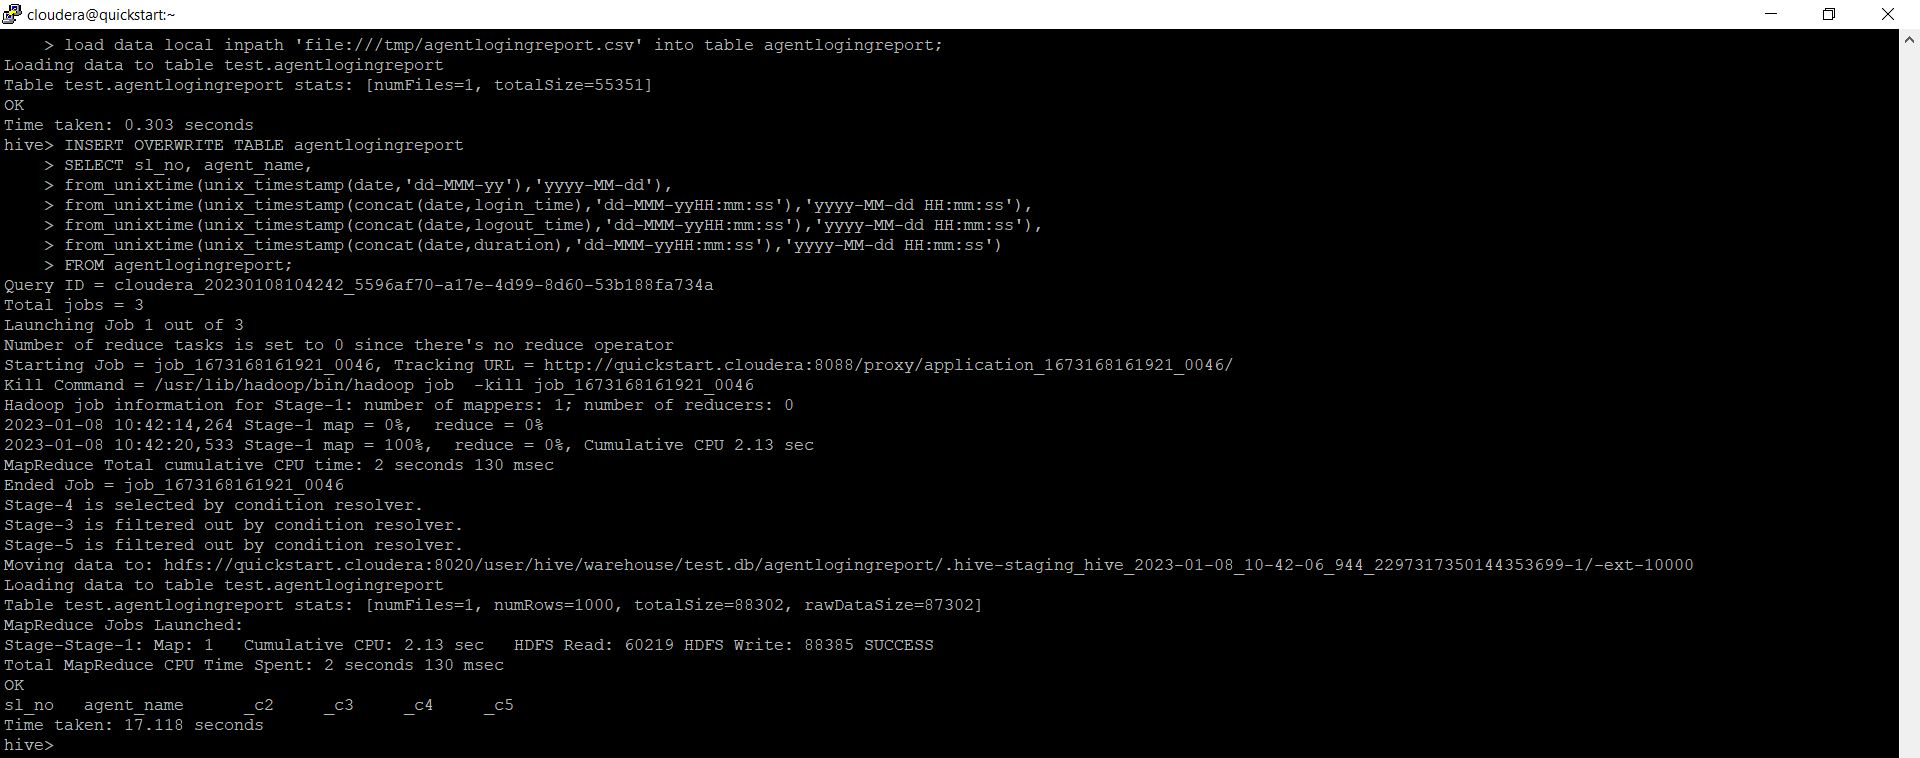 cloudera@quickstart:~
    > load data local inpath 'file:///tmp/agentlogingreport.csv' into table agentlogingreport;
Loading data to table test.agentlogingreport
Table test.agentlogingreport stats: [numFiles=1, totalSize=55351]
OK
Time taken: 0.303 seconds
hive> INSERT OVERWRITE TABLE agentlogingreport
    > SELECT sl_no, agent_name,
    > from_unixtime(unix_timestamp(date,'dd-MMM-yy'),'yyyy-MM-dd'),
    > from_unixtime(unix_timestamp(concat(date,login_time),'dd-MMM-yyHH:mm:ss'),'yyyy-MM-dd HH:mm:ss'),
    > from_unixtime(unix_timestamp(concat(date,logout_time),'dd-MMM-yyHH:mm:ss'),'yyyy-MM-dd HH:mm:ss'),
    > from_unixtime(unix_timestamp(concat(date,duration),'dd-MMM-yyHH:mm:ss'),'yyyy-MM-dd HH:mm:ss')
    > FROM agentlogingreport;
Query ID = cloudera_20230108104242_5596af70-a17e-4d99-8d60-53b188fa734a
Total jobs = 3
Launching Job 1 out of 3
Number of reduce tasks is set to 0 since there's no reduce operator
Starting Job = job_1673168161921_0046, Tracking URL = http://quickstart.cloudera:8088/proxy/application_1673168161921_0046/
Kill Command = /usr/lib/hadoop/bin/hadoop job  -kill job_1673168161921_0046
Hadoop job information for Stage-1: number of mappers: 1; number of reducers: 0
2023-01-08 10:42:14,264 Stage-1 map = 0%,  reduce = 0%
2023-01-08 10:42:20,533 Stage-1 map = 100%,  reduce = 0%, Cumulative CPU 2.13 sec
MapReduce Total cumulative CPU time: 2 seconds 130 msec
Ended Job = job_1673168161921_0046
Stage-4 is selected by condition resolver.
Stage-3 is filtered out by condition resolver.
Stage-5 is filtered out by condition resolver.
Moving data to: hdfs://quickstart.cloudera:8020/user/hive/warehouse/test.db/agentlogingreport/.hive-staging_hive_2023-01-08_10-42-06_944_2297317350144353699-1/-ext-10000
Loading data to table test.agentlogingreport
Table test.agentlogingreport stats: [numFiles=1, numRows=1000, totalSize=88302, rawDataSize=87302]
MapReduce Jobs Launched:
Stage-Stage-1: Map: 1   Cumulative CPU: 2.13 sec   HDFS Read: 60219 HDFS Write: 88385 SUCCESS
Total MapReduce CPU Time Spent: 2 seconds 130 msec
OK
sl_no   agent_name      _c2     _c3     _c4     _c5
Time taken: 17.118 seconds
hive>